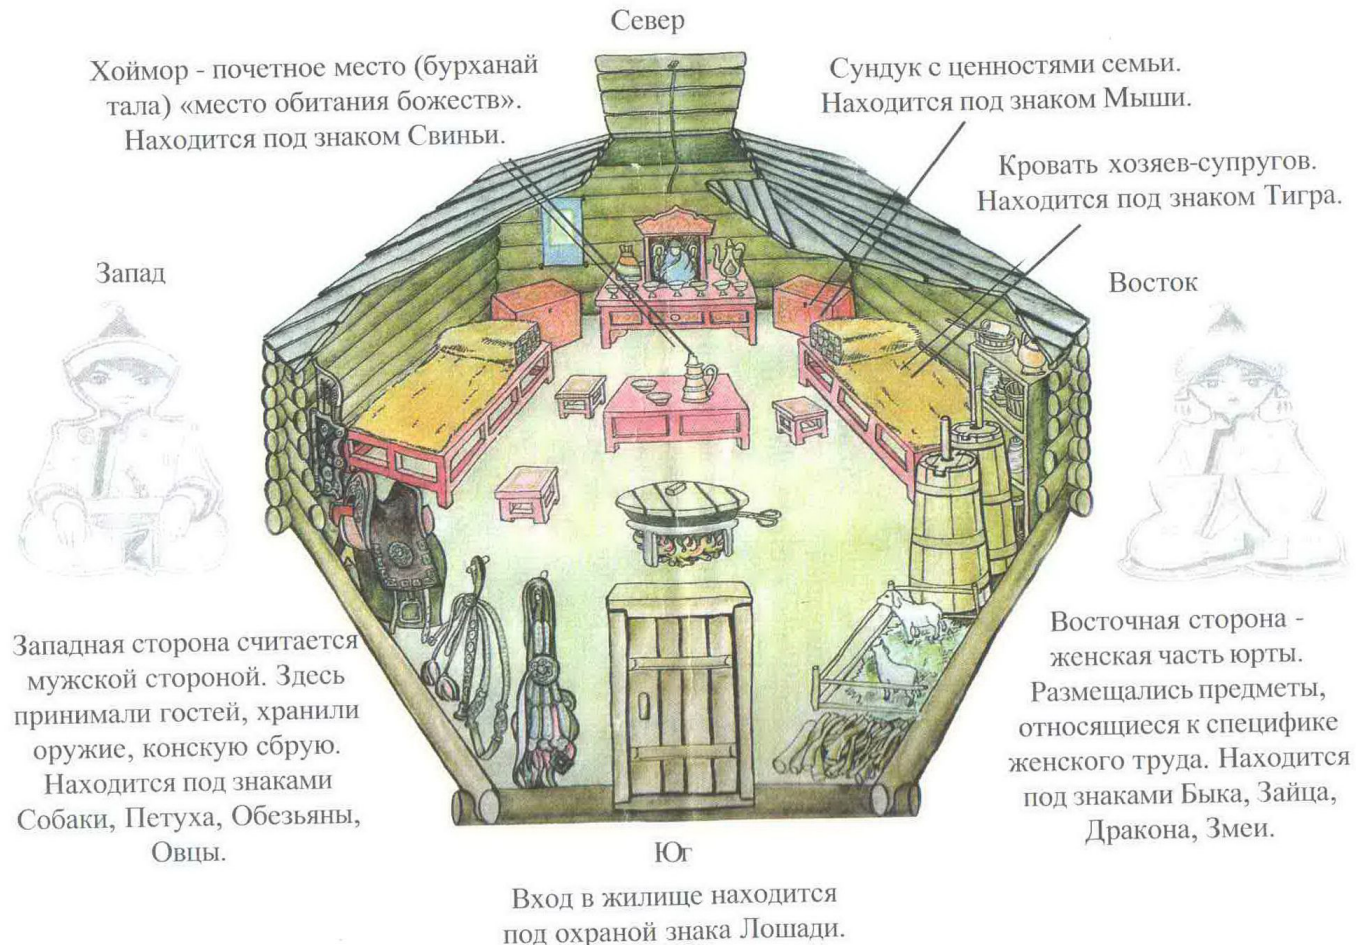 Север
Хоймор - почетное место (бурханай
тала) «место обитания божеств».
Находится под знаком Свиньи.
Сундук с ценностями семьи.
Находится под знаком Мыши.
Кровать хозяев-супругов.
Находится под знаком Тигра.
Запад
Восток
Западная сторона считается
мужской стороной. Здесь
принимали гостей, хранили
оружие, конскую сбрую.
Находится под знаками
Собаки, Петуха, Обезьяны,
Овцы.
Восточная сторона -
женская часть юрты.
Размещались предметы,
относящиеся к специфике
женского труда. Находится
под знаками Быка, Зайца,
Дракона, Змеи.
Юг
Вход в жилище находится
под охраной знака Лошади.